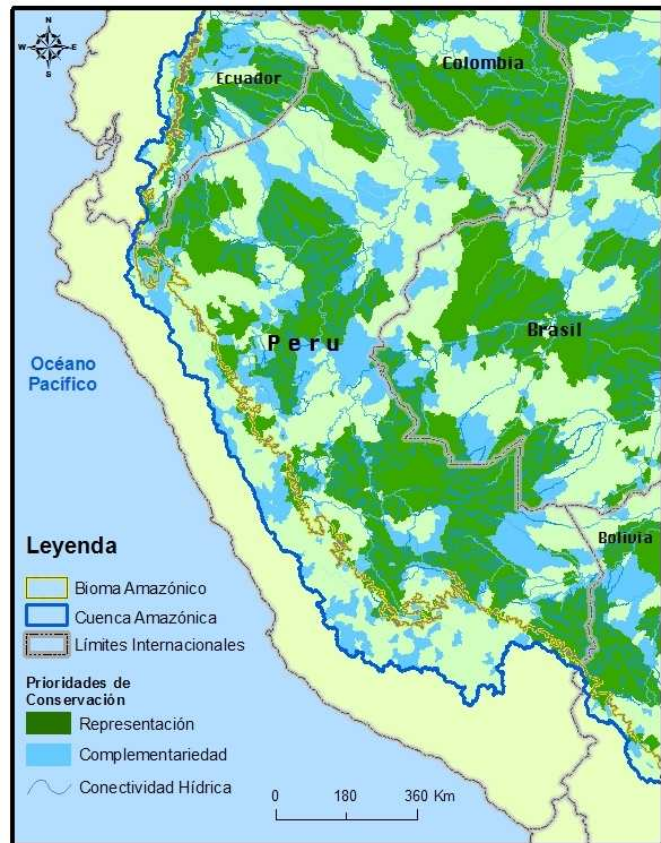 N
W E
S
Ecuador
Colombia
Peru
Brasil
Océano
Pacífico
Bolivia
Leyenda
Bioma Amazónico
Cuenca Amazónica
Límites Internacionales
Prioridades de
Conservación
Representación
Complementariedad
Conectividad Hídrica
0 180 360 Km